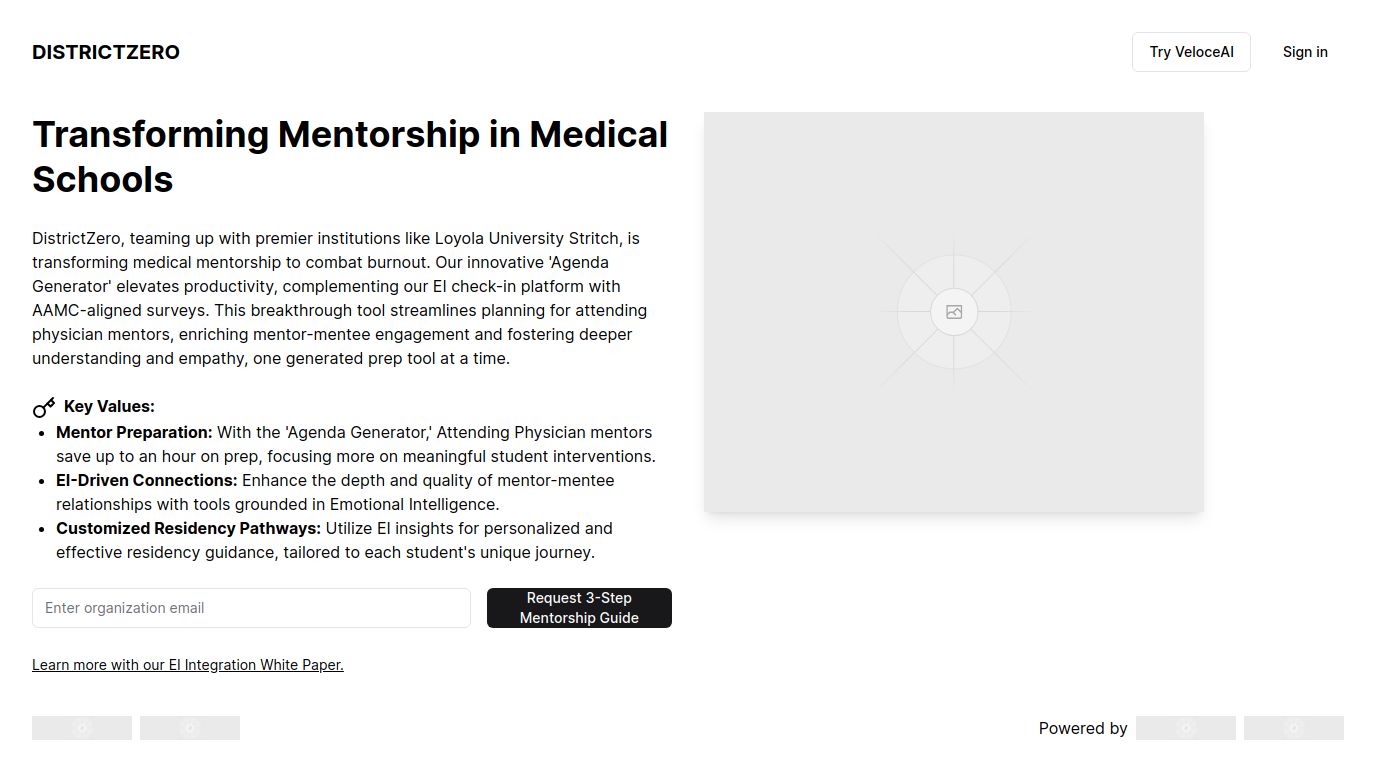 DISTRICTZERO
Try VeloceAI
Sign in
Transforming Mentorship in Medical
Schools
DistrictZero, teaming up with premier institutions like Loyola University Stritch, is
transforming medical mentorship to combat burnout. Our innovative 'Agenda
Generator' elevates productivity, complementing our EI check-in platform with
AAMC-aligned surveys. This breakthrough tool streamlines planning for attending
physician mentors, enriching mentor-mentee engagement and fostering deeper
understanding and empathy, one generated prep tool at a time.
Key Values:
Mentor Preparation: With the 'Agenda Generator,' Attending Physician mentors
save up to an hour on prep, focusing more on meaningful student interventions.
EI-Driven Connections: Enhance the depth and quality of mentor-mentee
relationships with tools grounded in Emotional Intelligence.
Customized Residency Pathways: Utilize EI insights for personalized and
effective residency guidance, tailored to each student's unique journey.
Enter organization email
Request 3-Step
Mentorship Guide
Learn more with our EI Integration White Paper.
Powered by